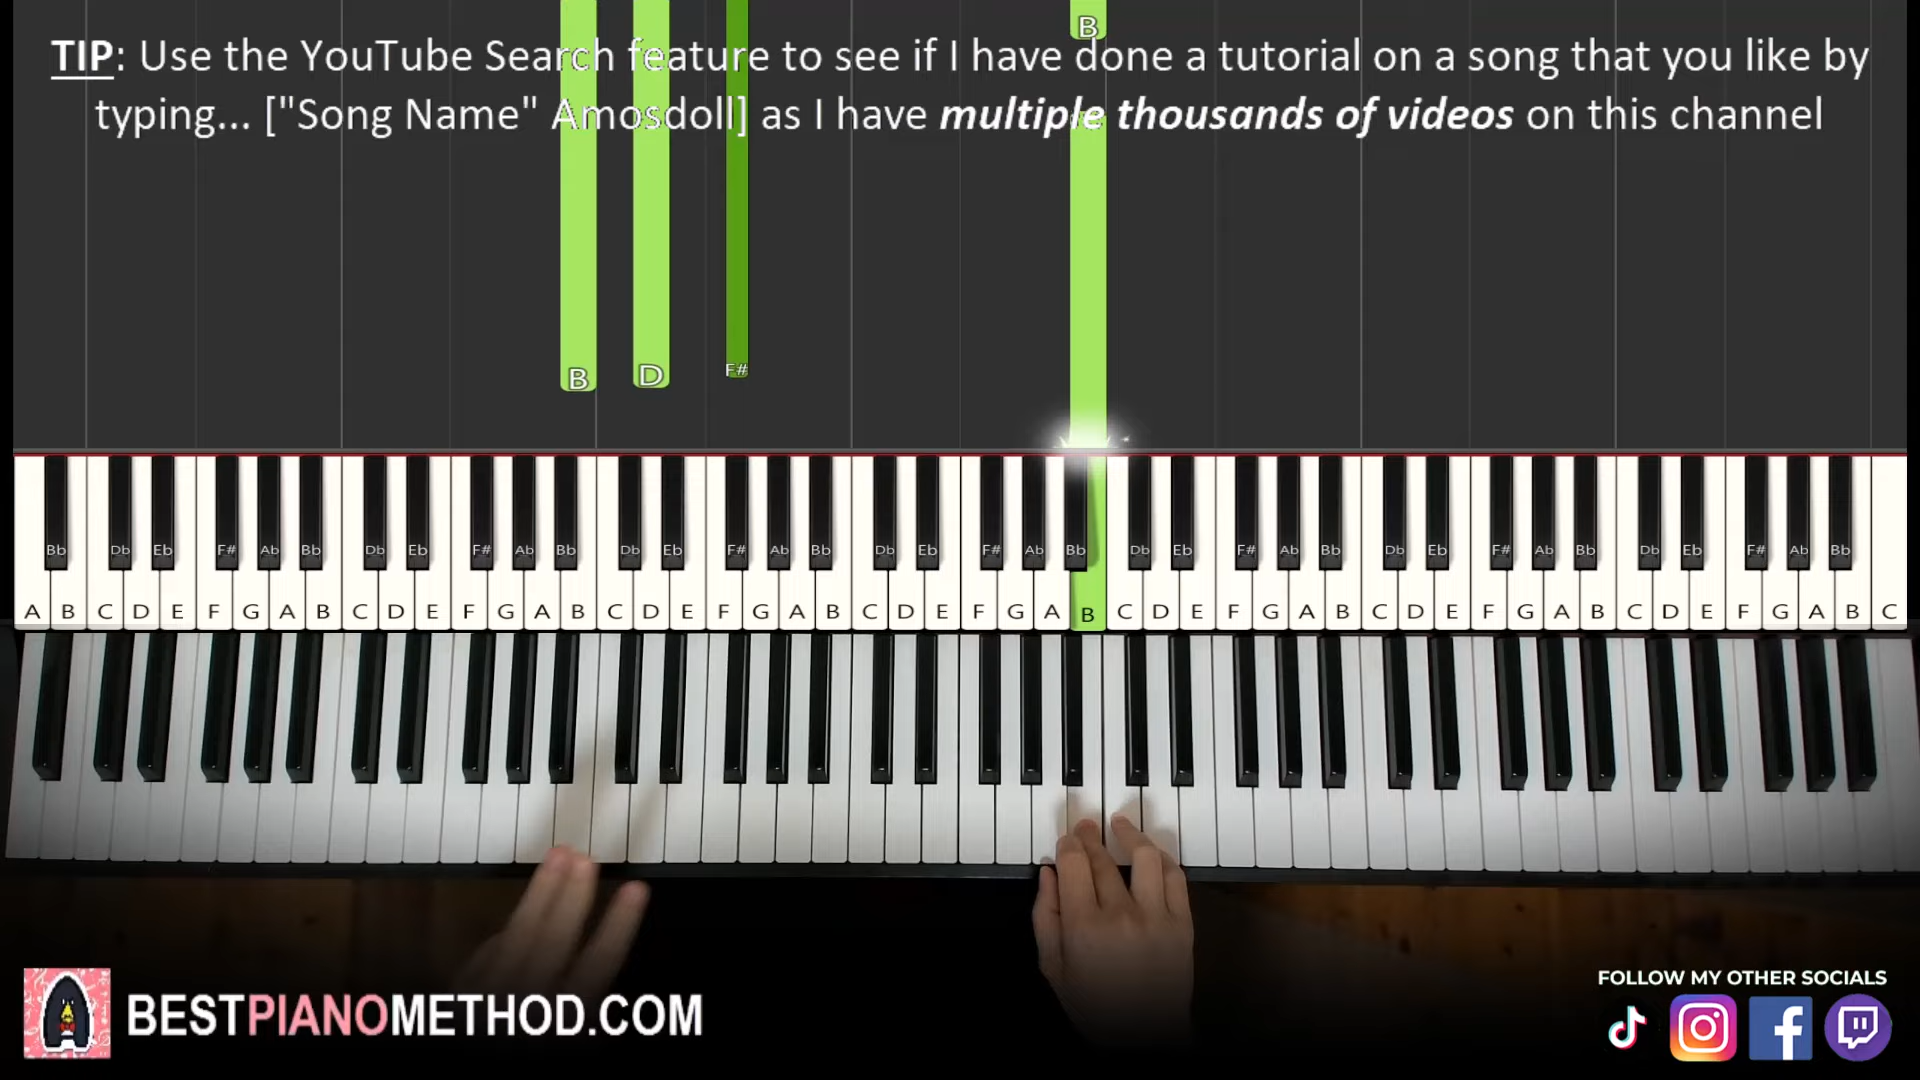 B
TIP: Use the YouTube Search feature to see if I have done a tutorial on a song that you like by
typing... ["Song Name" Amosdoll] as I have multiple thousands of videos on this channel
B D F#
Bb Db Eb F# Ab Bb Db Eb F# Ab Bb Db Eb F# Ab Bb Db Eb F# Ab Bb Db Eb F# Ab Bb Db Eb F# Ab Bb Db Eb F# Ab Bb
A B C D E F G A B C D E F G A B C D E F G A B C D E F G A B C D E F G A B C D E F G A B C D E F G A B C
FOLLOW MY OTHER SOCIALS
BESTPIANOMETHOD.COM